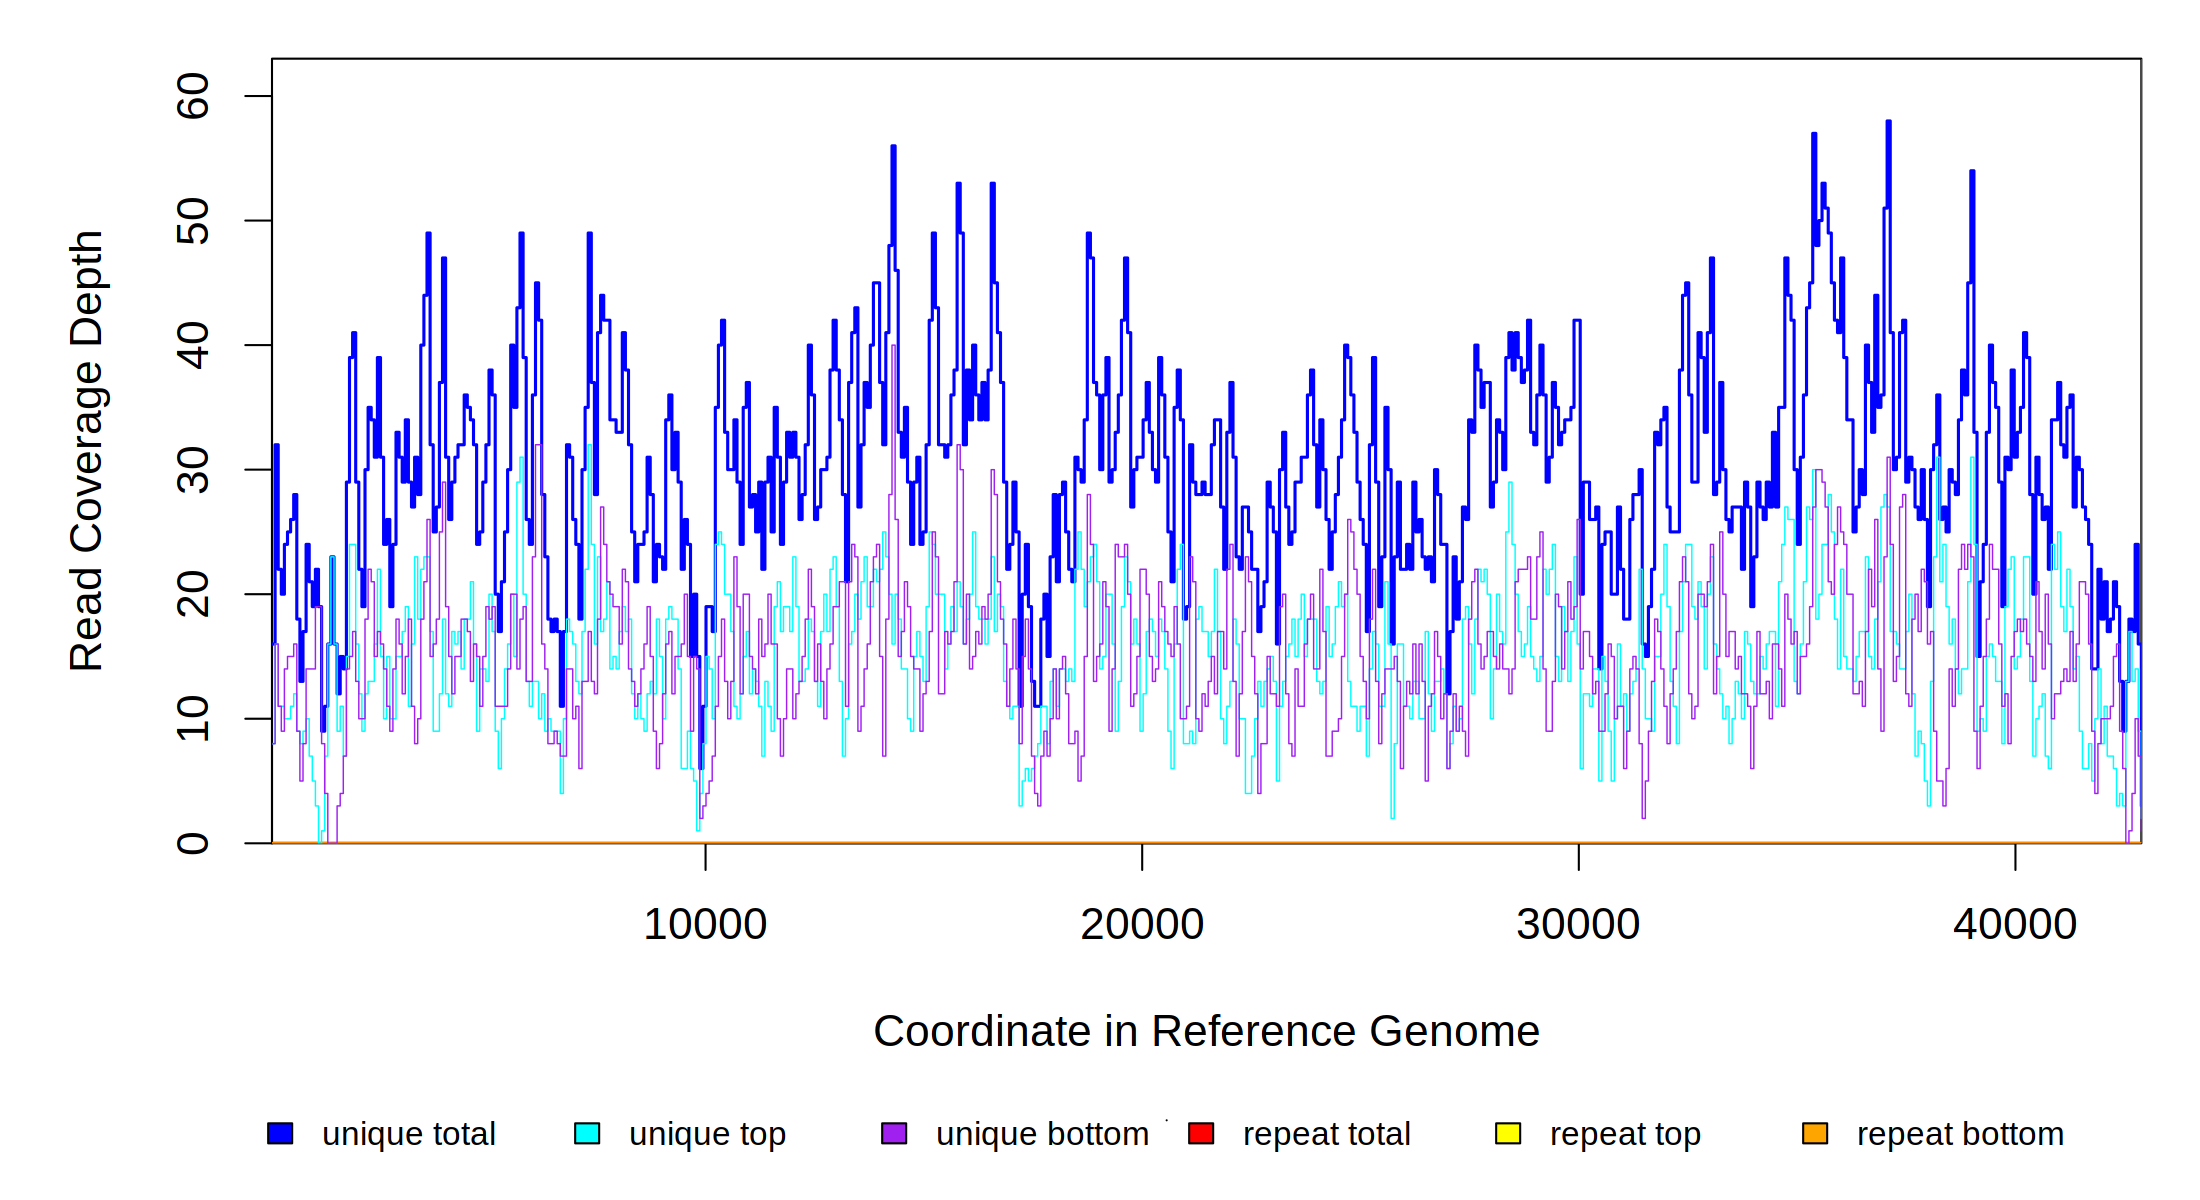 Read Coverage Depth
60
50
40
30
20
10
0
10000 20000 30000 40000
Coordinate in Reference Genome
unique total unique top unique bottom repeat total repeat top repeat bottom